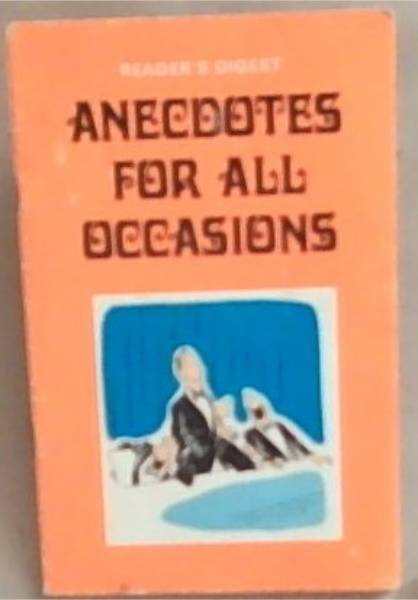 READER'S DIGEST
ANECDOTES
FOR ALL
OCCASIONS